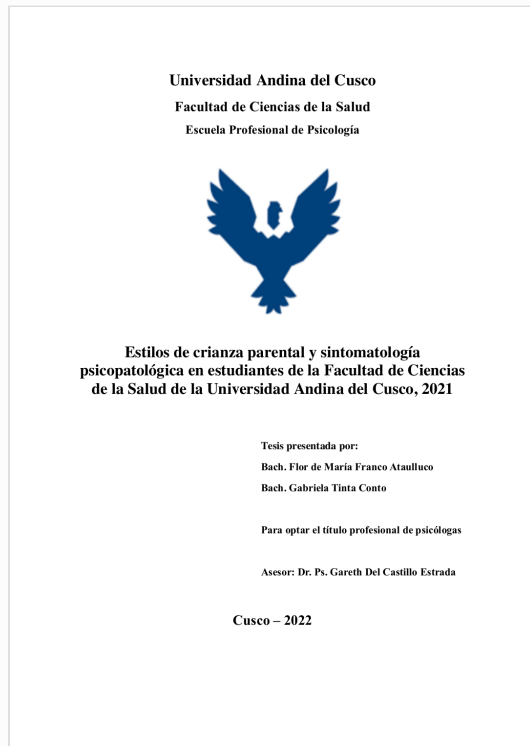 Universidad Andina del Cusco
Facultad de Ciencias de la Salud
Escuela Profesional de Psicología
Estilos de crianza parental y sintomatología
psicopatológica en estudiantes de la Facultad de Ciencias
de la Salud de la Universidad Andina del Cusco, 2021
Tesis presentada por:
Bach. Flor de María Franco Ataulluco
Bach. Gabriela Tinta Conto
Para optar el título profesional de psicólogas
Asesor: Dr. Ps. Gareth Del Castillo Estrada
Cusco – 2022